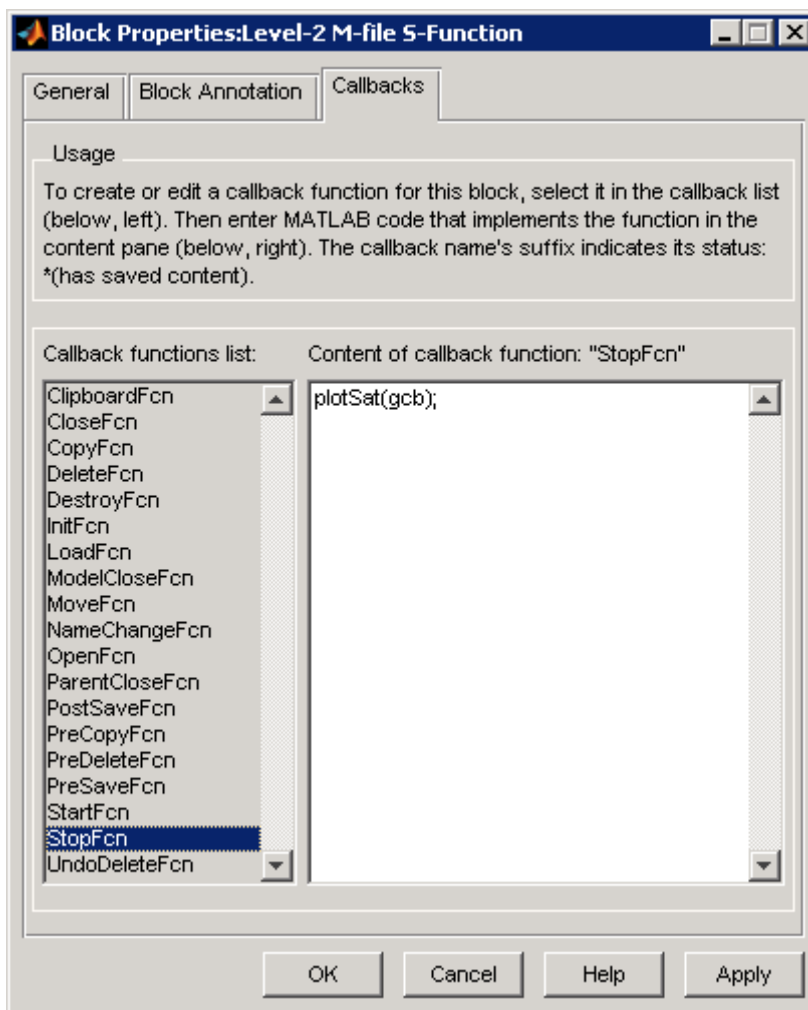 Block Properties:Level-2 M-file S-Function
General
Block Annotation
Callbacks
Usage
To create or edit a callback function for this block, select it in the callback list
(below, left). Then enter MATLAB code that implements the function in the
content pane (below, right). The callback name's suffix indicates its status:
*(has saved content).
Callback functions list:
ClipboardFcn
CloseFcn
CopyFcn
DeleteFcn
DestroyFcn
InitFcn
LoadFcn
ModelCloseFcn
MoveFcn
NameChangeFcn
OpenFcn
ParentCloseFcn
PostSaveFcn
PreCopyFcn
PreDeleteFcn
PreSaveFcn
StartFcn
StopFcn
UndoDeleteFcn
Content of callback function: "StopFcn"
plotSat(gcb);
OK
Cancel
Help
Apply